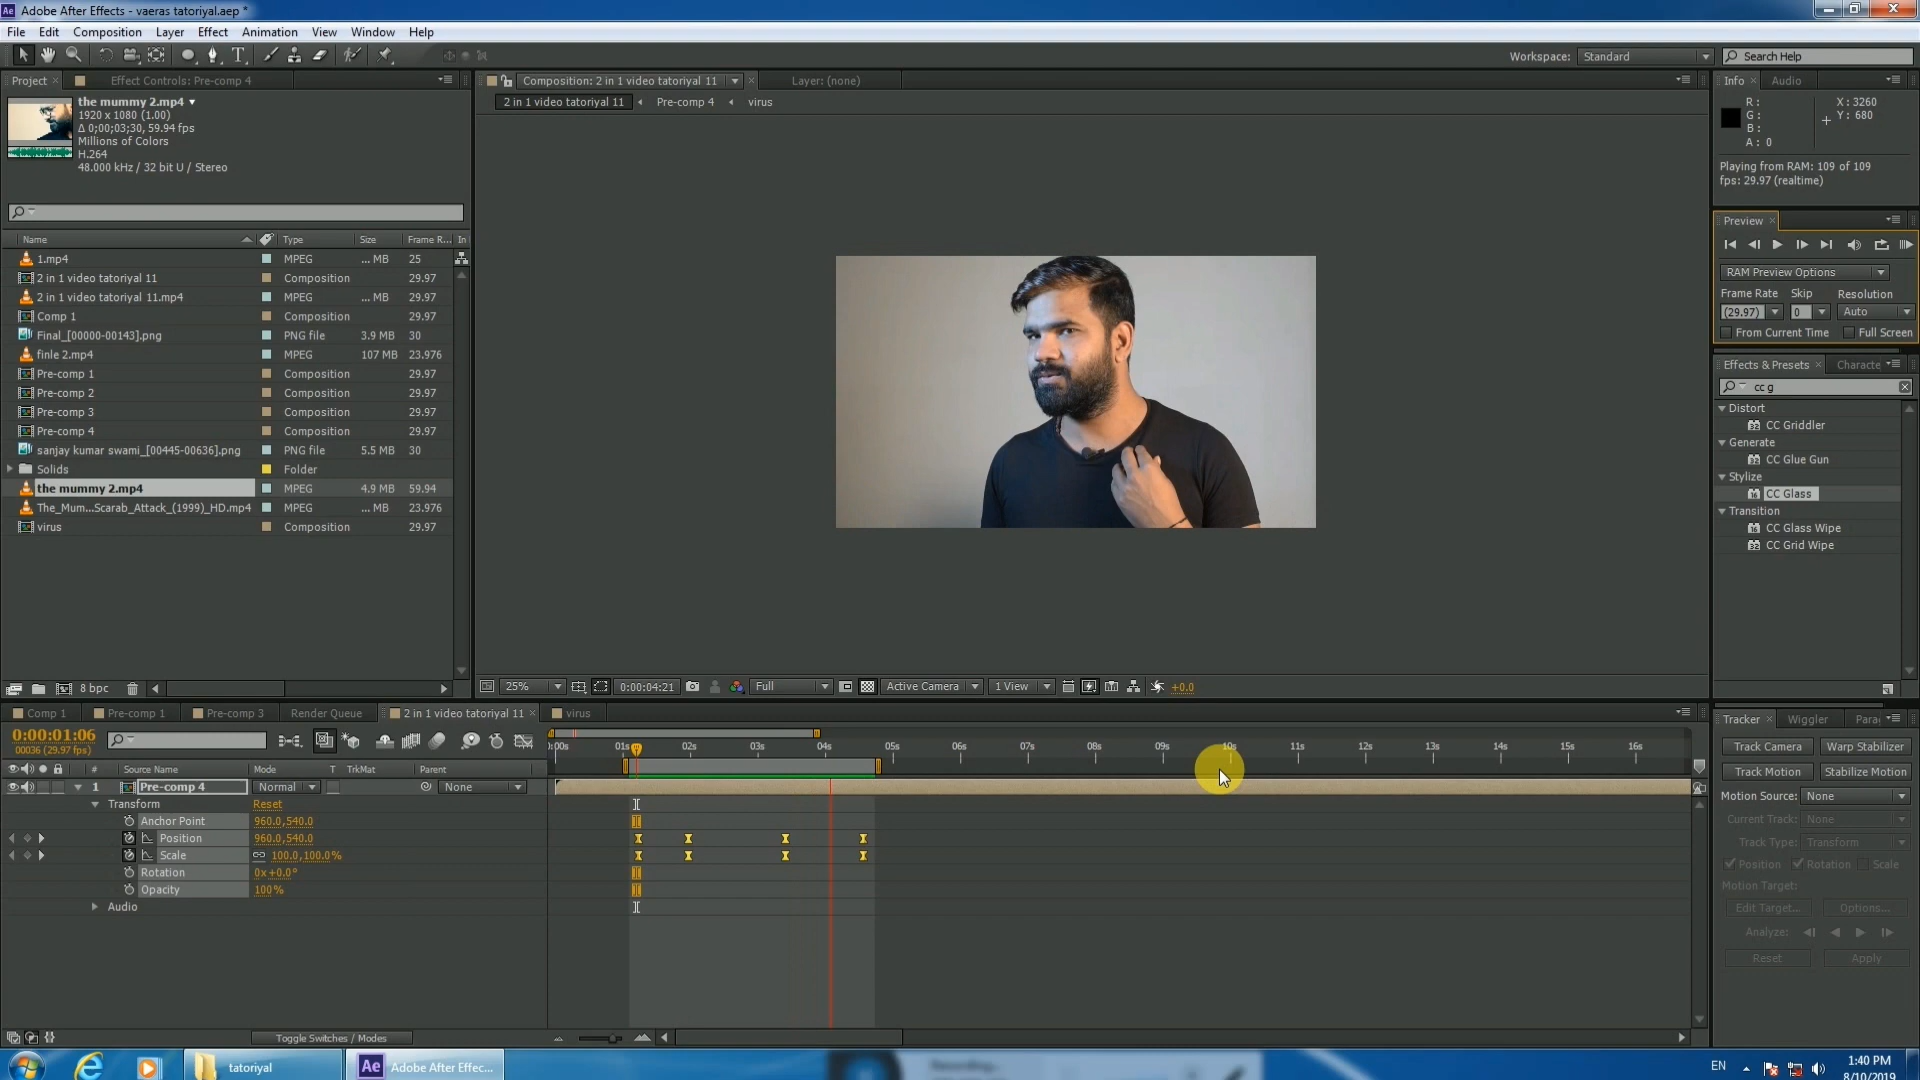 Adobe After Effects - vaeras tatoriyal.aep *
File Edit Composition Layer Effect Animation View Window Help
Workspace: Standard Search Help
Project Effect Controls: Pre-comp 4
the mummy 2.mp4
1920 x 1080 (1.00)
Δ 0;00;03;30, 59.94 fps
Millions of Colors
H.264
48.000 kHz / 32 bit U / Stereo
Name Type Size Frame R... In
1.mp4 MPEG ... MB 25
2 in 1 video tatoriyal 11 Composition 29.97
2 in 1 video tatoriyal 11.mp4 MPEG ... MB 29.97
Comp 1 Composition 29.97
Final_[00000-00143].png PNG file 3.9 MB 30
finle 2.mp4 MPEG 107 MB 23.976
Pre-comp 1 Composition 29.97
Pre-comp 2 Composition 29.97
Pre-comp 3 Composition 29.97
Pre-comp 4 Composition 29.97
sanjay kumar swami_[00445-00636].png PNG file 5.5 MB 30
Solids Folder
the mummy 2.mp4 MPEG 4.9 MB 59.94
The_Mum...Scarab_Attack_(1999)_HD.mp4 MPEG ... MB 23.976
virus Composition 29.97
8 bpc
Composition: 2 in 1 video tatoriyal 11 Layer: (none)
2 in 1 video tatoriyal 11 Pre-comp 4 virus
25% 0:00:04:21 Full Active Camera 1 View +0.0
Info Audio
R: X: 3260
G: Y: 680
B:
A: 0
Playing from RAM: 109 of 109
fps: 29.97 (realtime)
Preview
RAM Preview Options
Frame Rate Skip Resolution
(29.97) 0 Auto
From Current Time Full Screen
Effects & Presets Characte
cc g
Distort
CC Griddler
Generate
CC Glue Gun
Stylize
CC Glass
Transition
CC Glass Wipe
CC Grid Wipe
Comp 1 Pre-comp 1 Pre-comp 3 Render Queue 2 in 1 video tatoriyal 11 virus
0:00:01:06
00036 (29.97 fps)
:00s 01s 02s 03s 04s 05s 06s 07s 08s 09s 10s 11s 12s 13s 14s 15s 16s
# Source Name Mode T TrkMat Parent
1 Pre-comp 4 Normal None
Transform Reset
Anchor Point 960.0,540.0
Position 960.0,540.0
Scale 100.0,100.0%
Rotation 0x+0.0°
Opacity 100%
Audio
Toggle Switches / Modes
Tracker Wiggler Para
Track Camera Warp Stabilizer
Track Motion Stabilize Motion
Motion Source: None
Current Track: None
Track Type: Transform
Position Rotation Scale
Motion Target:
Edit Target... Options...
Analyze:
Reset Apply
tatoriyal Ae Adobe After Effec... Recording...
EN 1:40 PM
8/10/2019